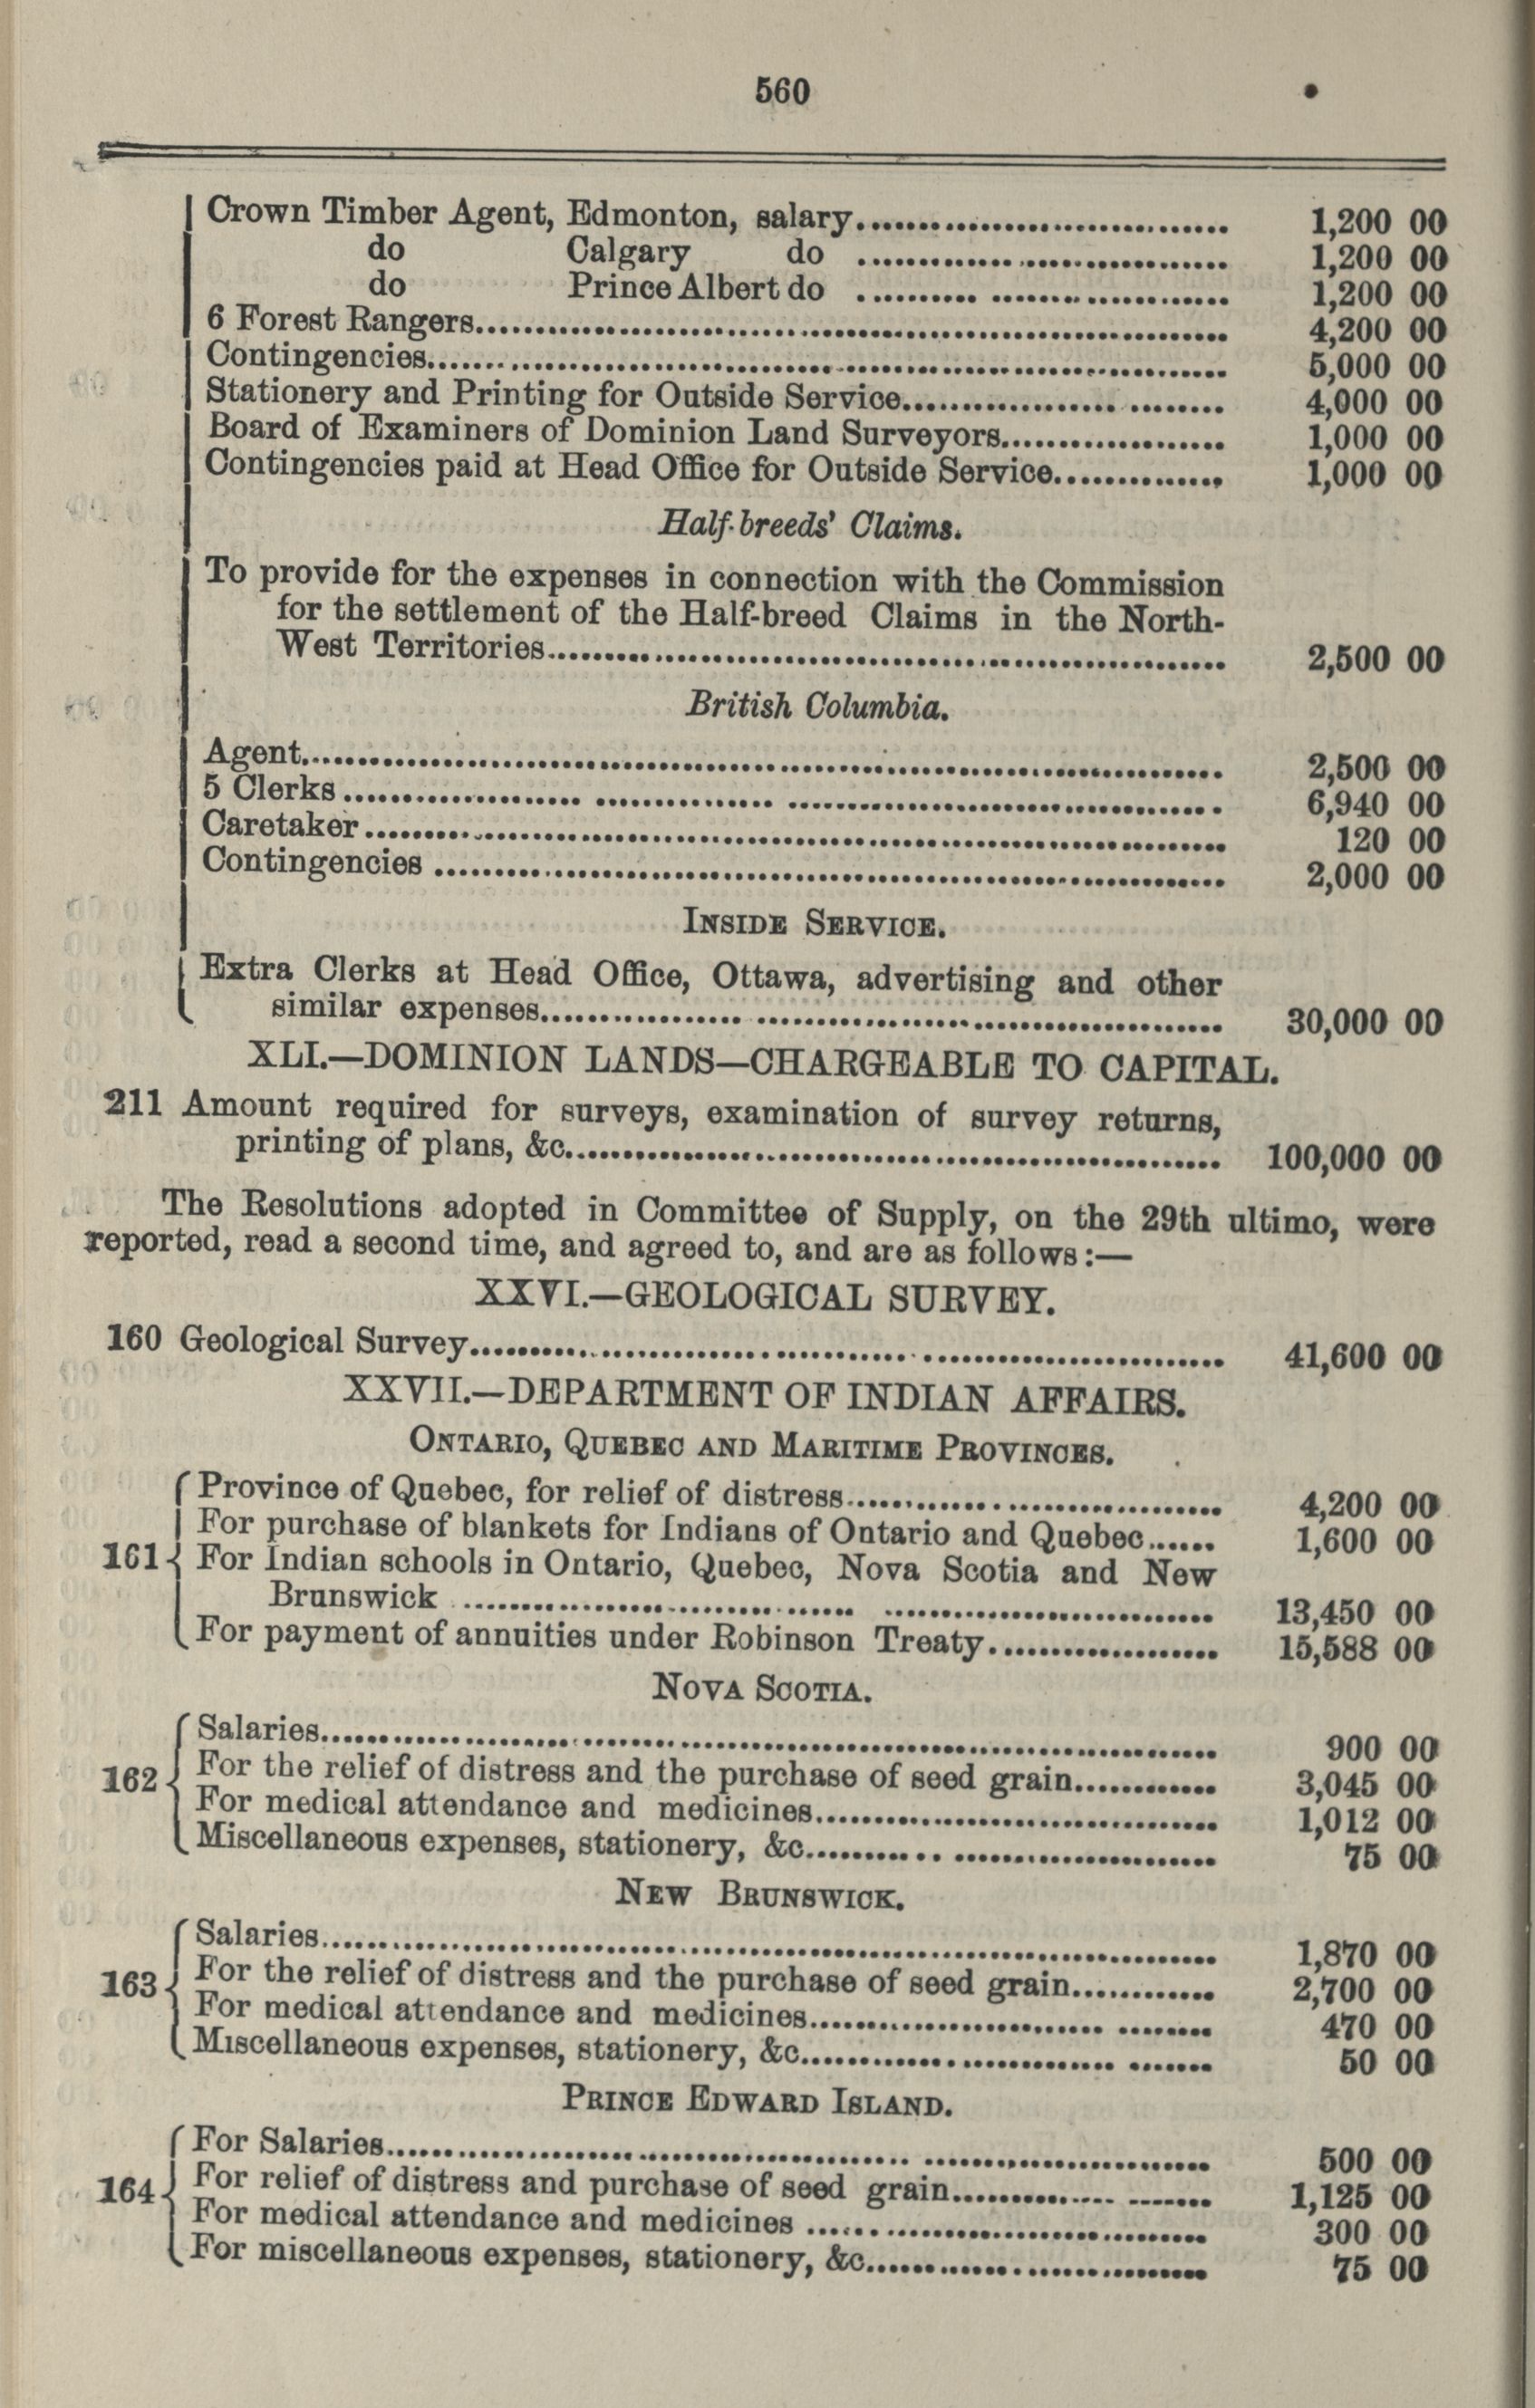 560
Crown Timber Agent, Edmonton, salary........ 1,200 00
do Calgary do ........ 1,200 00
do Prince Albert do ........ 1,200 00
6 Forest Rangers........ 4,200 00
Contingencies........ 5,000 00
Stationery and Printing for Outside Service........ 4,000 00
Board of Examiners of Dominion Land Surveyors........ 1,000 00
Contingencies paid at Head Office for Outside Service........ 1,000 00
Half-breeds' Claims.
To provide for the expenses in connection with the Commission
for the settlement of the Half-breed Claims in the North-
West Territories........ 2,500 00
British Columbia.
Agent........ 2,500 00
5 Clerks ........ 6,940 00
Caretaker ........ 120 00
Contingencies ........ 2,000 00
INSIDE SERVICE.
Extra Clerks at Head Office, Ottawa, advertising and other
similar expenses........ 30,000 00
XLI.—DOMINION LANDS—CHARGEABLE TO CAPITAL.
211 Amount required for surveys, examination of survey returns,
printing of plans, &c........ 100,000 00
The Resolutions adopted in Committee of Supply, on the 29th ultimo, were
reported, read a second time, and agreed to, and are as follows:—
XXVI.—GEOLOGICAL SURVEY.
160 Geological Survey........ 41,600 00
XXVII.—DEPARTMENT OF INDIAN AFFAIRS.
ONTARIO, QUEBEC AND MARITIME PROVINCES.
Province of Quebec, for relief of distress........ 4,200 00
For purchase of blankets for Indians of Ontario and Quebec...... 1,600 00
161 For Indian schools in Ontario, Quebec, Nova Scotia and New
Brunswick ........ 13,450 00
For payment of annuities under Robinson Treaty........ 15,588 00
NOVA SCOTIA.
Salaries........ 900 00
162 For the relief of distress and the purchase of seed grain........ 3,045 00
For medical attendance and medicines........ 1,012 00
Miscellaneous expenses, stationery, &c........ 75 00
NEW BRUNSWICK.
Salaries........ 1,870 00
163 For the relief of distress and the purchase of seed grain........ 2,700 00
For medical attendance and medicines........ 470 00
Miscellaneous expenses, stationery, &c........ 50 00
PRINCE EDWARD ISLAND.
For Salaries........ 500 00
164 For relief of distress and purchase of seed grain........ 1,125 00
For medical attendance and medicines ........ 300 00
For miscellaneous expenses, stationery, &c........ 75 00